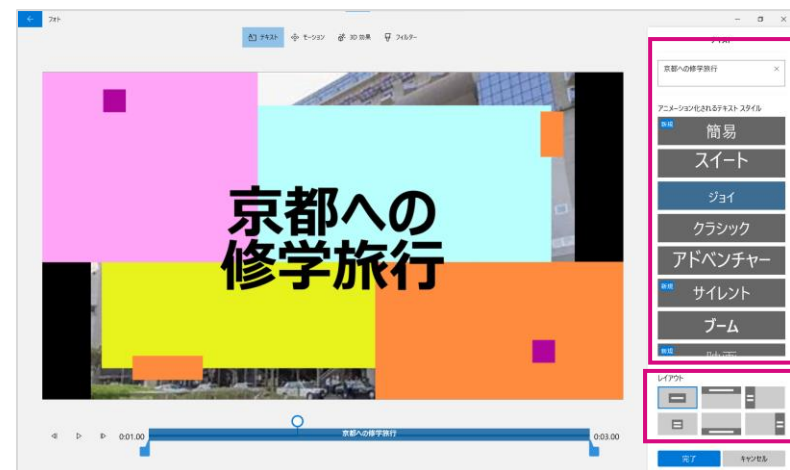 フォト
テキスト
モーション
3D 効果
フィルター
京都への修学旅行
アニメーション化されるテキスト スタイル
新規
簡易
スイート
ジョイ
クラシック
アドベンチャー
新規
サイレント
ブーム
新規
京都への
修学旅行
レイアウト
0:01.00
京都への修学旅行
0:03.00
完了
キャンセル